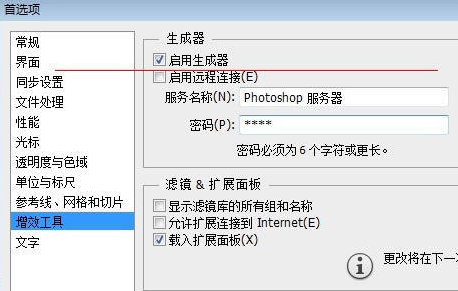 首选项
常规
界面
同步设置
文件处理
性能
光标
透明度与色域
单位与标尺
参考线、网格和切片
增效工具
文字
生成器
启用生成器
启用远程连接(E)
服务名称(N): Photoshop 服务器
密码(P): ****
密码必须为 6 个字符或更长。
滤镜 & 扩展面板
显示滤镜库的所有组和名称
允许扩展连接到 Internet(E)
载入扩展面板(X)
更改将在下一